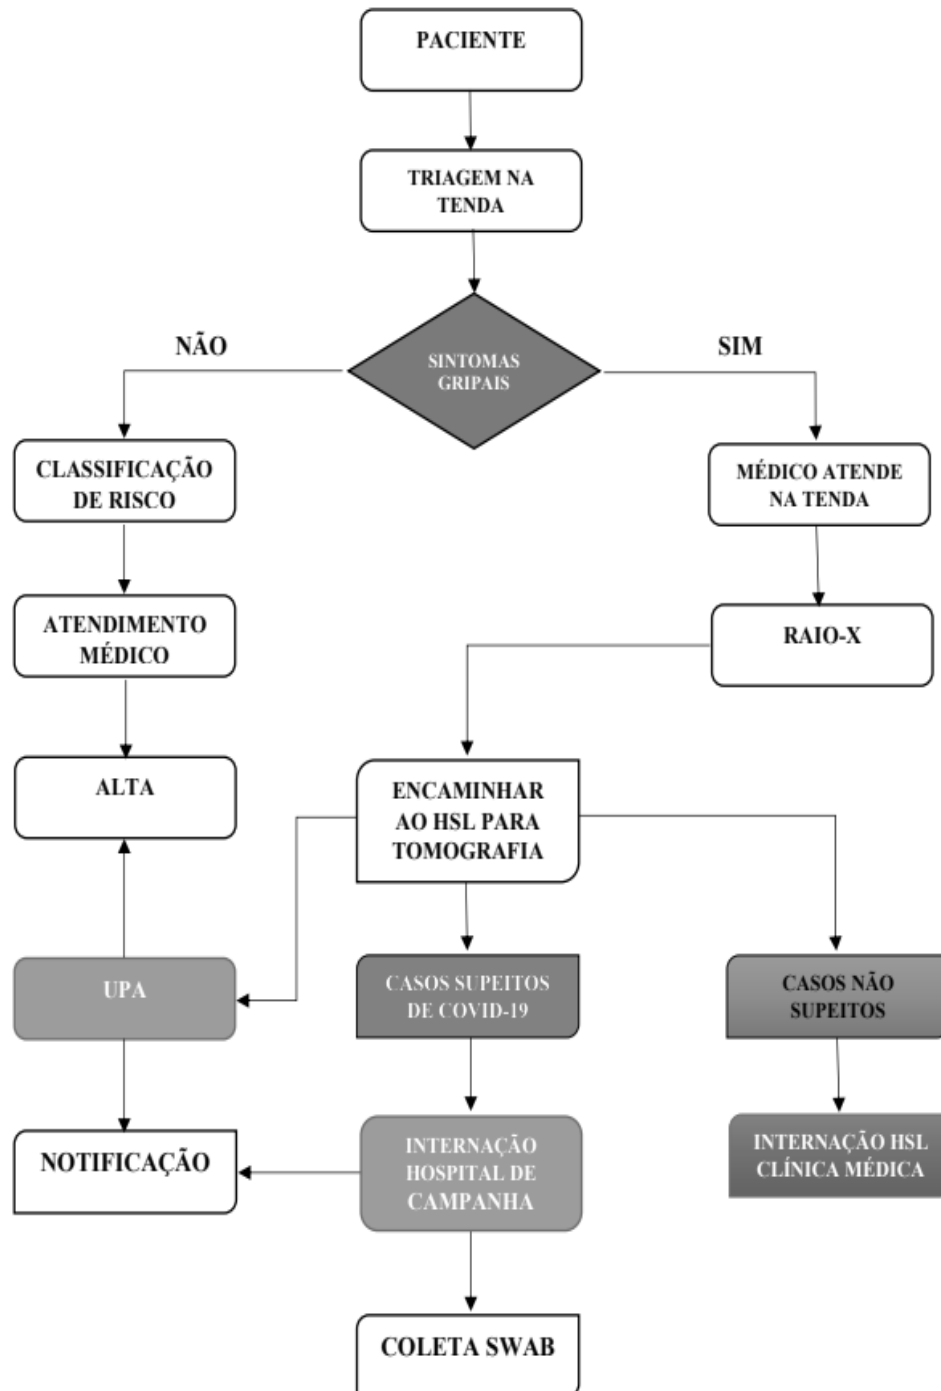 PACIENTE
TRIAGEM NA
TENDA
NÃO
SIM
SINTOMAS
GRIPAIS
CLASSIFICAÇÃO
DE RISCO
MÉDICO ATENDE
NA TENDA
ATENDIMENTO
MÉDICO
RAIO-X
ALTA
ENCAMINHAR
AO HSL PARA
TOMOGRAFIA
UPA
CASOS SUPEITOS
DE COVID-19
CASOS NÃO
SUPEITOS
NOTIFICAÇÃO
INTERNAÇÃO
HOSPITAL DE
CAMPANHA
INTERNAÇÃO HSL
CLÍNICA MÉDICA
COLETA SWAB